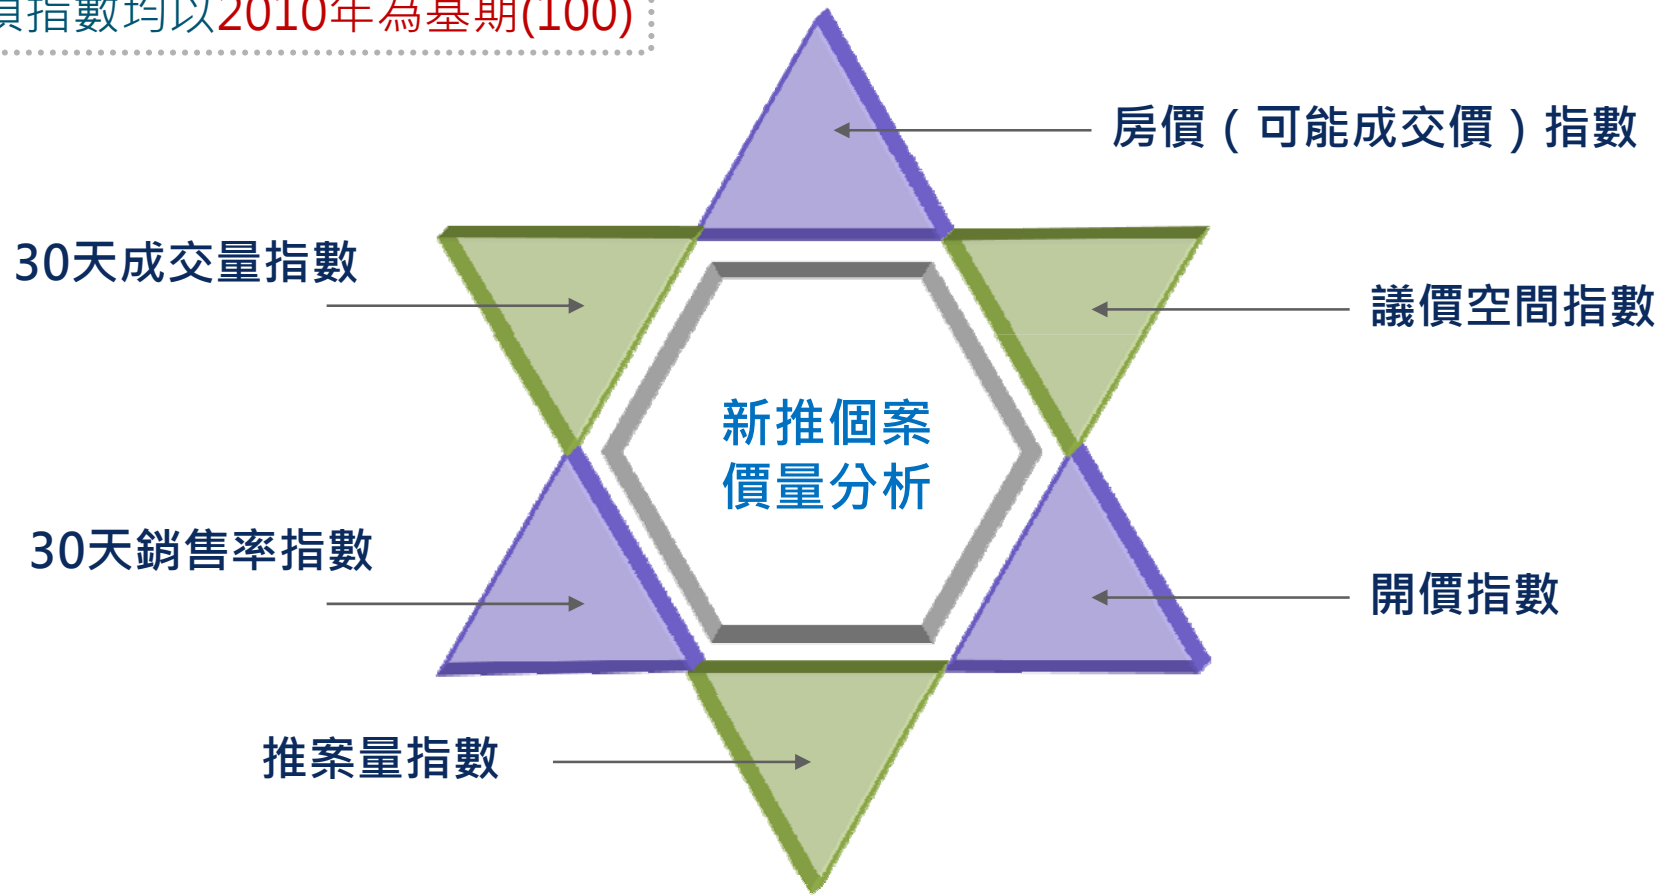 項指數均以2010年為基期(100)
房價（可能成交價）指數
30天成交量指數
議價空間指數
新推個案
價量分析
30天銷售率指數
開價指數
推案量指數